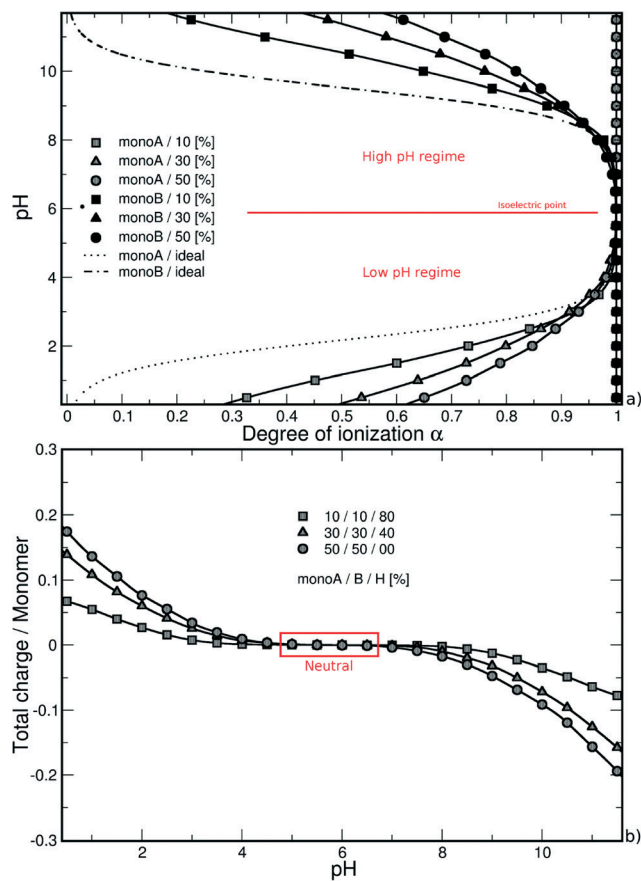 11
10
8
6
4
2
pH
High pH regime
monoA / 10 [%]
monoA / 30 [%]
monoA / 50 [%]
monoB / 10 [%]
monoB / 30 [%]
monoB / 50 [%]
monoA / ideal
monoB / ideal
Isoelectric point
Low pH regime
0 0.1 0.2 0.3 0.4 0.5 0.6 0.7 0.8 0.9 1
a)
Degree of ionization α
0.3
0.2
0.1
0
-0.1
-0.2
-0.3
Total charge / Monomer
10 / 10 / 80
30 / 30 / 40
50 / 50 / 00
monoA / B / H [%]
Neutral
2 4 6 8 10
b)
pH